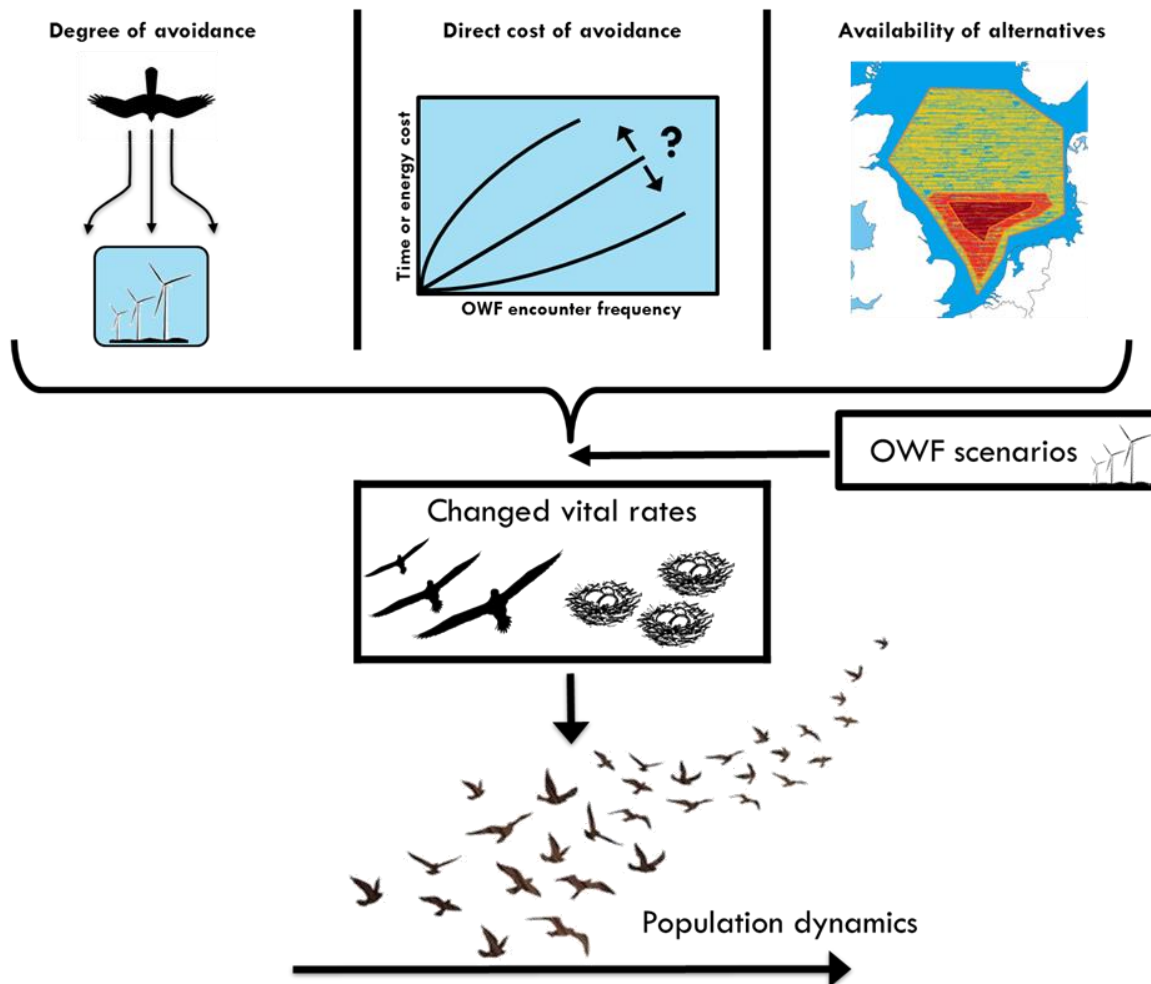 Degree of avoidance
Direct cost of avoidance
Availability of alternatives
Time or energy cost
?
OWF encounter frequency
OWF scenarios
Changed vital rates
Population dynamics